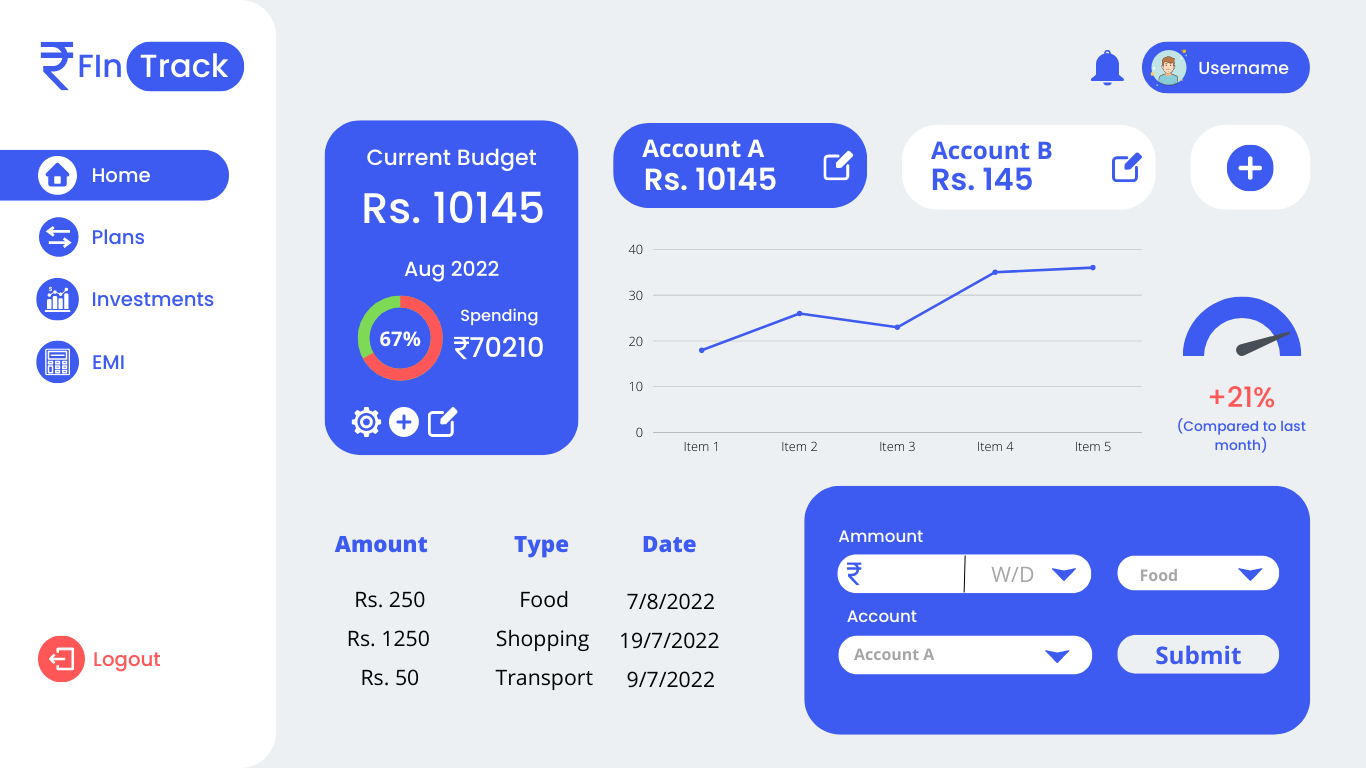 ₹FIn Track
Username
Home
Plans
Investments
EMI
Logout
Current Budget
Rs. 10145
Aug 2022
67%
Spending
₹70210
Account A
Rs. 10145
Account B
Rs. 145
40
30
20
10
0
Item 1 Item 2 Item 3 Item 4 Item 5
+21%
(Compared to last
month)
Amount Type Date
Rs. 250 Food 7/8/2022
Rs. 1250 Shopping 19/7/2022
Rs. 50 Transport 9/7/2022
Ammount
₹ W/D Food
Account
Account A Submit